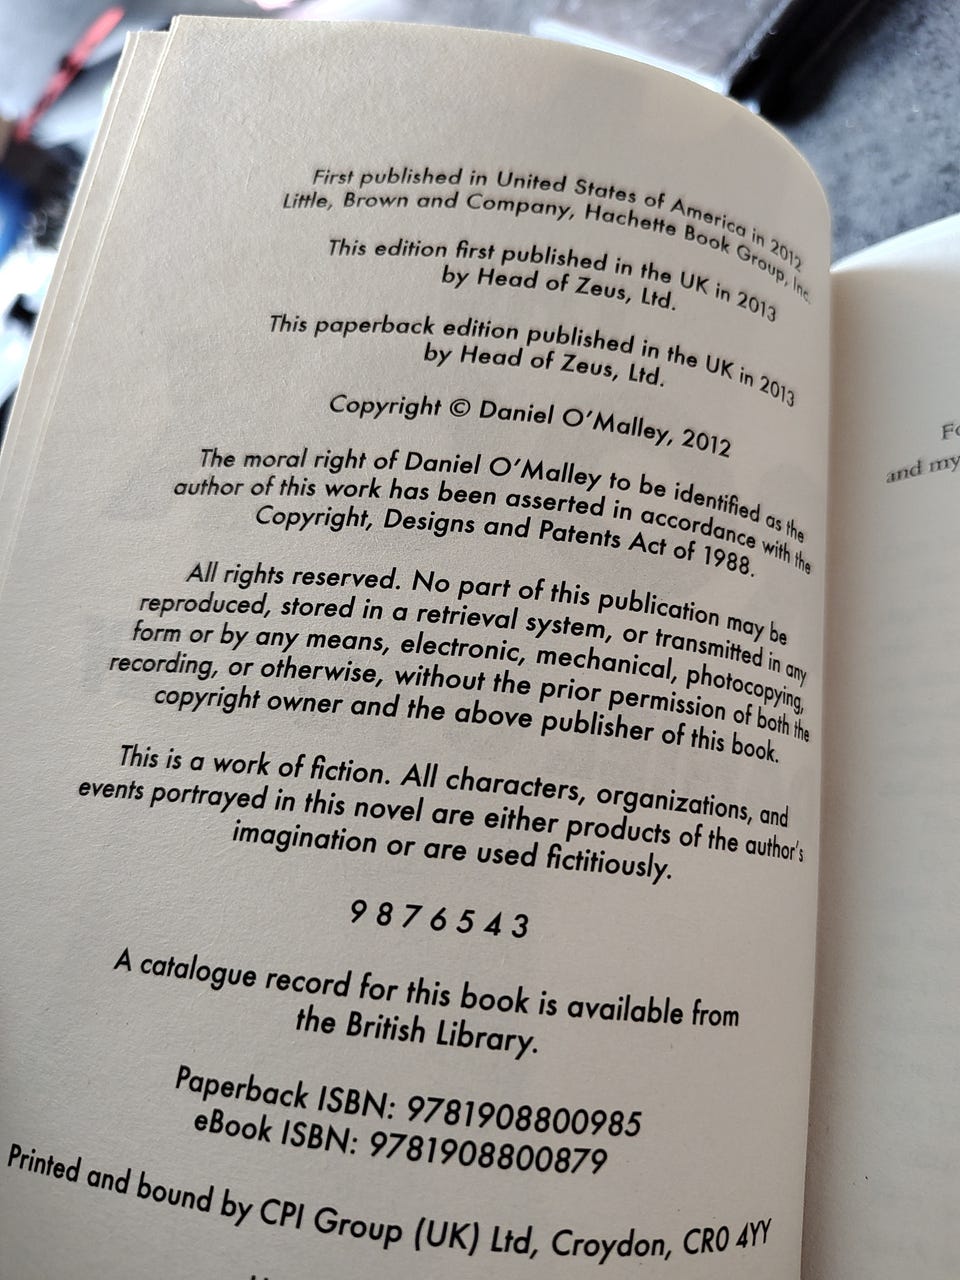 First published in United States of America in 2012
Little, Brown and Company, Hachette Book Group, Inc.
This edition first published in the UK in 2013
by Head of Zeus, Ltd.
This paperback edition published in the UK in 2013
by Head of Zeus, Ltd.
Copyright © Daniel O'Malley, 2012
The moral right of Daniel O'Malley to be identified as the
author of this work has been asserted in accordance with the
Copyright, Designs and Patents Act of 1988.
All rights reserved. No part of this publication may be
reproduced, stored in a retrieval system, or transmitted in any
form or by any means, electronic, mechanical, photocopying,
recording, or otherwise, without the prior permission of both the
copyright owner and the above publisher of this book.
This is a work of fiction. All characters, organizations, and
events portrayed in this novel are either products of the author's
imagination or are used fictitiously.
9 8 7 6 5 4 3
A catalogue record for this book is available from
the British Library.
Paperback ISBN: 9781908800985
eBook ISBN: 9781908800879
Printed and bound by CPI Group (UK) Ltd, Croydon, CR0 4YY
and my